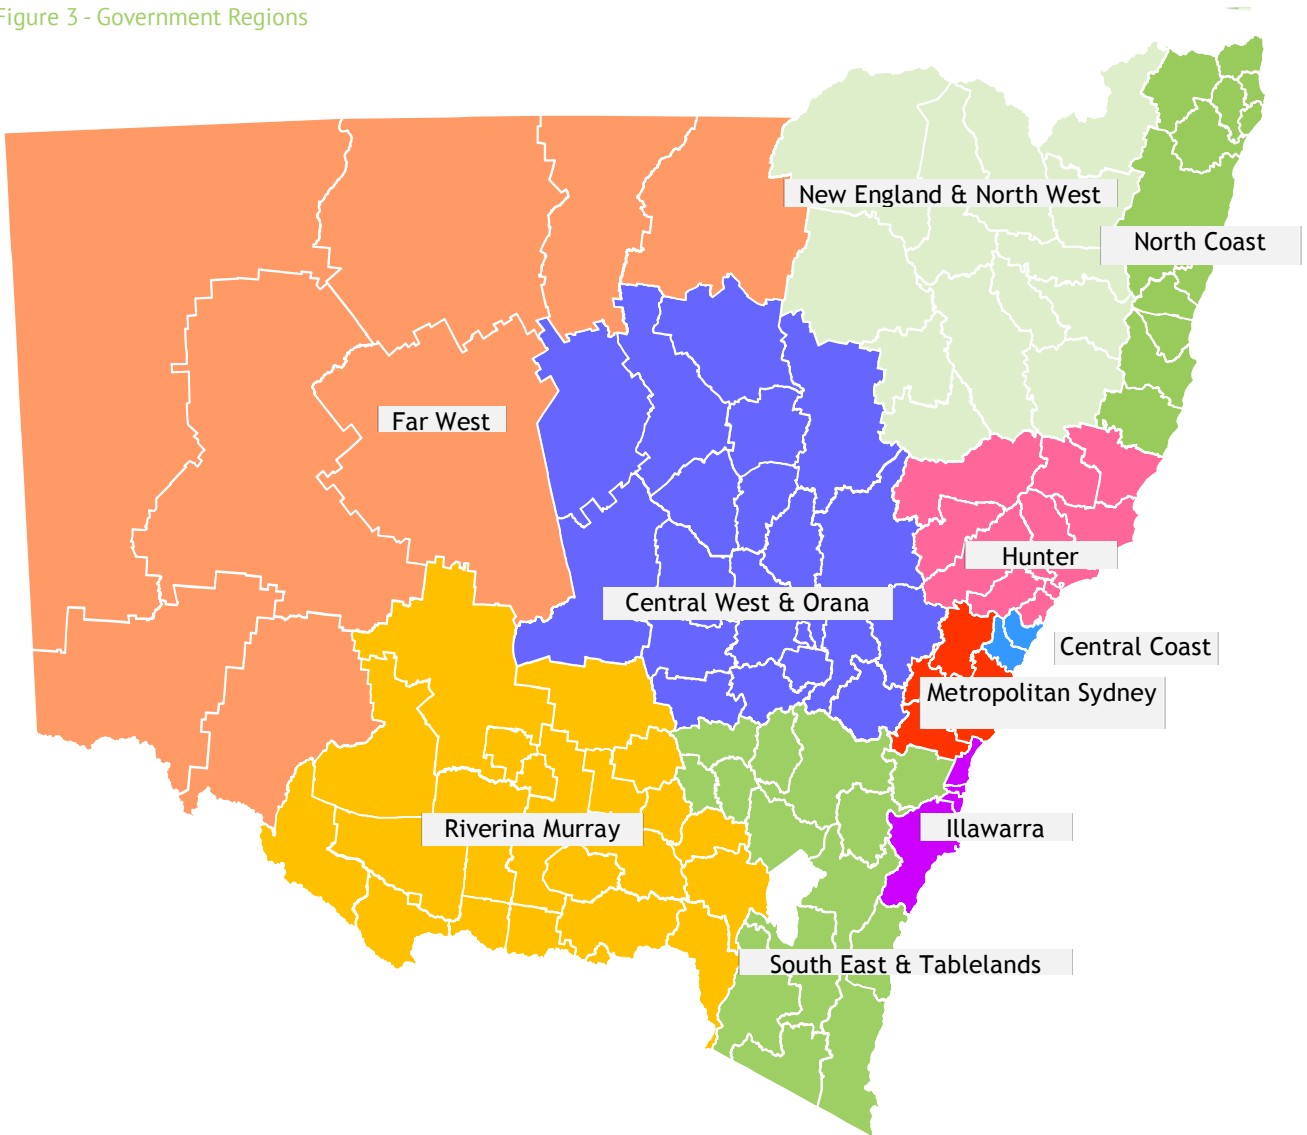 Figure 3 - Government Regions
New England & North West
North Coast
Far West
Hunter
Central West & Orana
Central Coast
Metropolitan Sydney
Riverina Murray
Illawarra
South East & Tablelands